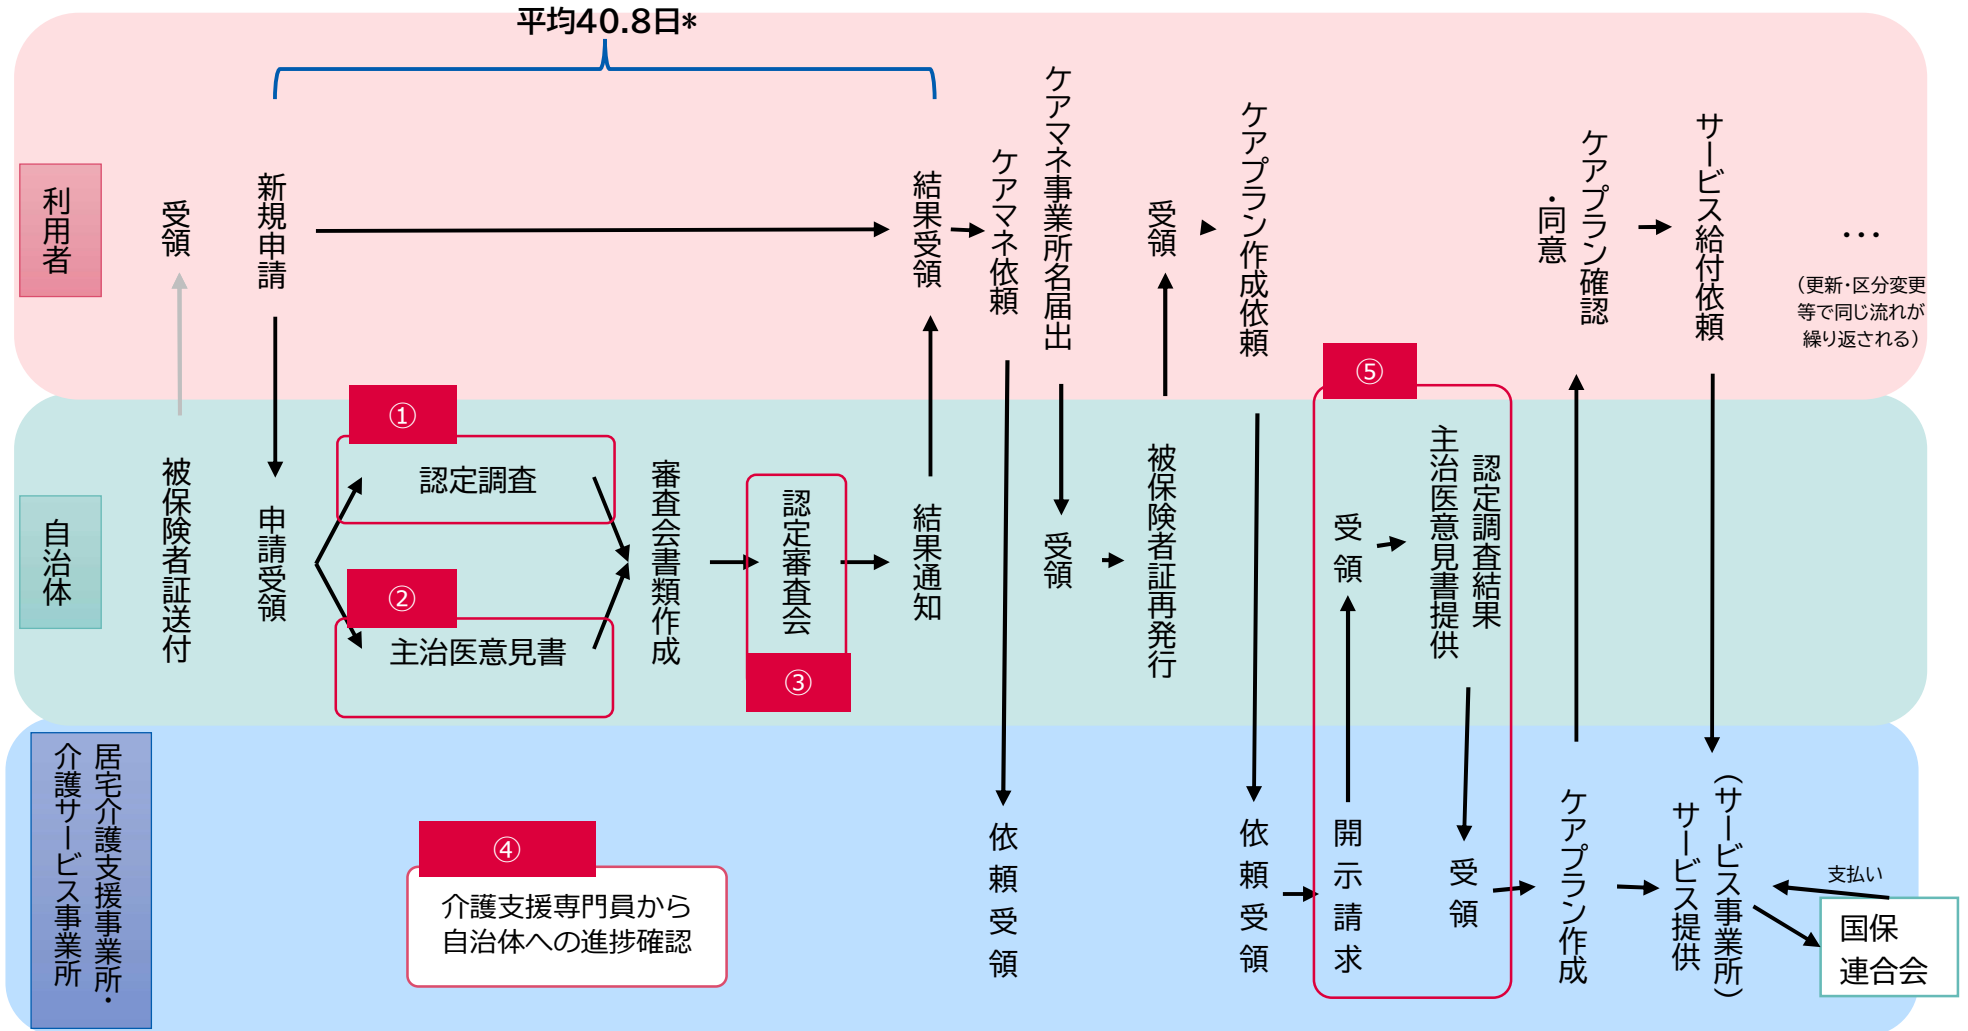 平均40.8日*
利用者
受領
新規申請
結果受領
ケアマネ依頼
ケアマネ事業所名届出
受領
ケアプラン作成依頼
ケアプラン確認
・同意
サービス給付依頼
…
（更新・区分変更
等で同じ流れが
繰り返される）
自治体
被保険者証送付
申請受領
①
認定調査
②
主治医意見書
審査会書類作成
認定審査会
③
結果通知
受領
被保険者証再発行
⑤
受領
認定調査結果
主治医意見書提供
居宅介護支援事業所・
介護サービス事業所
④
介護支援専門員から
自治体への進捗確認
依頼受領
依頼受領
開示請求
受領
ケアプラン作成
（サービス事業所）
サービス提供
支払い
国保
連合会